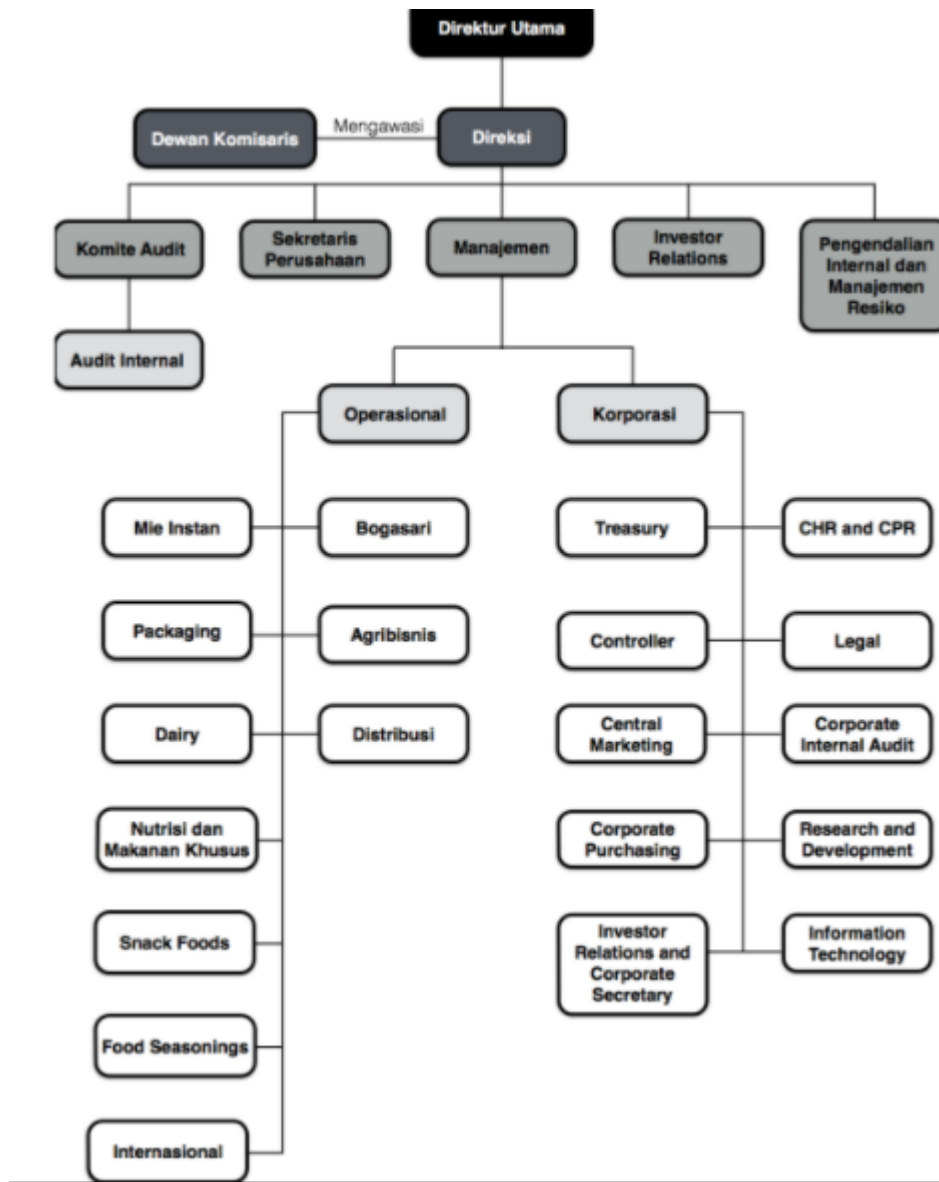 Direktur Utama
Dewan Komisaris
Mengawasi
Direksi
Komite Audit
Sekretaris
Perusahaan
Manajemen
Investor
Relations
Pengendalian
Internal dan
Manajemen
Resiko
Audit Internal
Operasional
Korporasi
Mie Instan
Bogasari
Treasury
CHR and CPR
Packaging
Agribisnis
Controller
Legal
Dairy
Distribusi
Central
Marketing
Corporate
Internal Audit
Nutrisi dan
Makanan Khusus
Corporate
Purchasing
Research and
Development
Snack Foods
Investor
Relations and
Corporate
Secretary
Information
Technology
Food Seasonings
Internasional